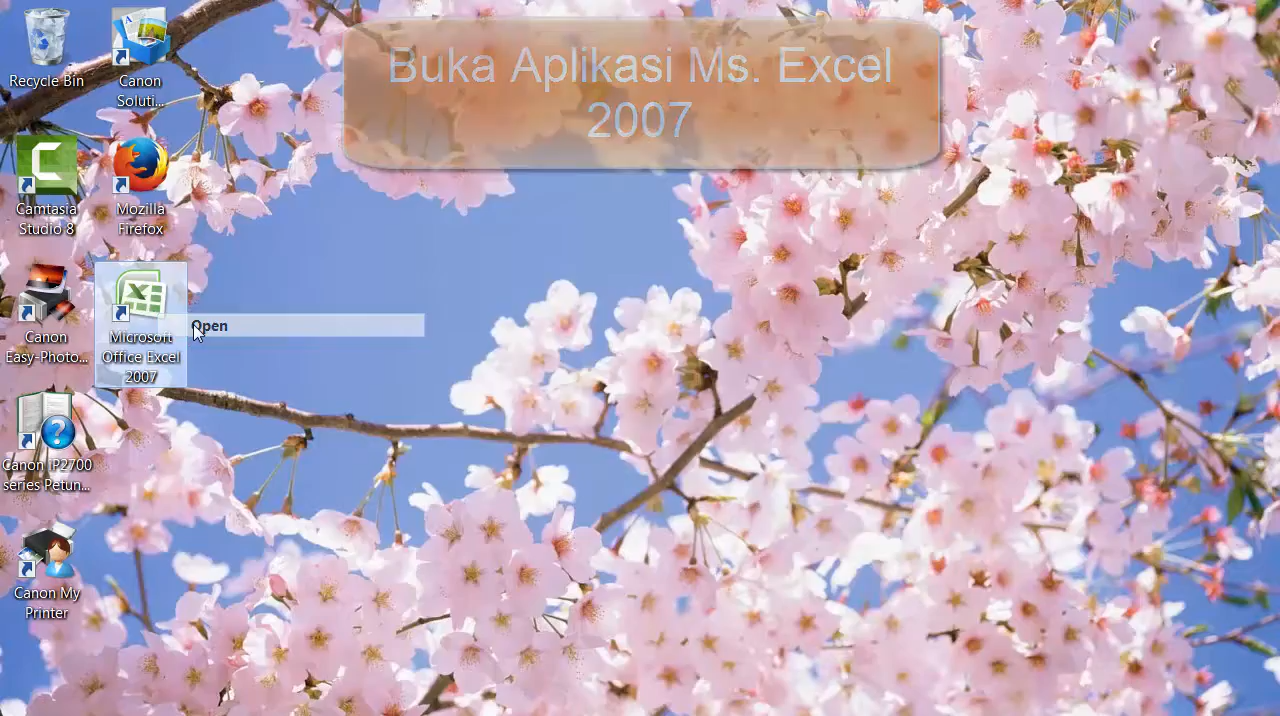 Buka Aplikasi Ms. Excel
2007
Recycle Bin
Canon
Soluti...
Camtasia
Studio 8
Mozilla
Firefox
Canon
Easy-Photo...
Microsoft
Office Excel
2007
Open
Canon iP2700
series Petun...
Canon My
Printer